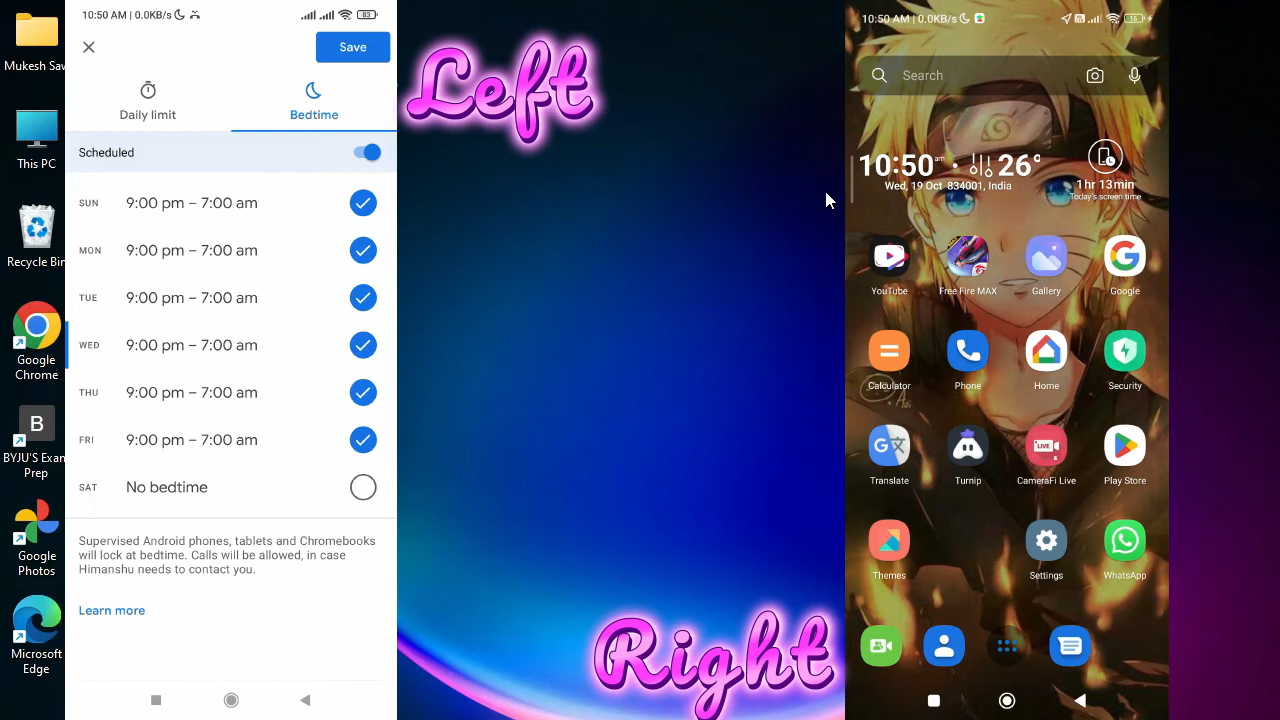 Mukesh Sav
This PC
Recycle Bin
Google
Chrome
BYJU'S Exam
Prep
Google
Photos
Microsoft
Edge
10:50 AM | 0.0KB/s
83
Save
Daily limit
Bedtime
Scheduled
SUN 9:00 pm – 7:00 am
MON 9:00 pm – 7:00 am
TUE 9:00 pm – 7:00 am
WED 9:00 pm – 7:00 am
THU 9:00 pm – 7:00 am
FRI 9:00 pm – 7:00 am
SAT No bedtime
Supervised Android phones, tablets and Chromebooks
will lock at bedtime. Calls will be allowed, in case
Himanshu needs to contact you.
Learn more
Left
Right
10:50 AM | 0.0KB/s
16
Search
10:50 am • 26°
Wed, 19 Oct 834001, India
1 hr 13min
Today's screen time
YouTube Free Fire MAX Gallery Google
Calculator Phone Home Security
LIVE
Translate Turnip CameraFi Live Play Store
Themes Settings WhatsApp